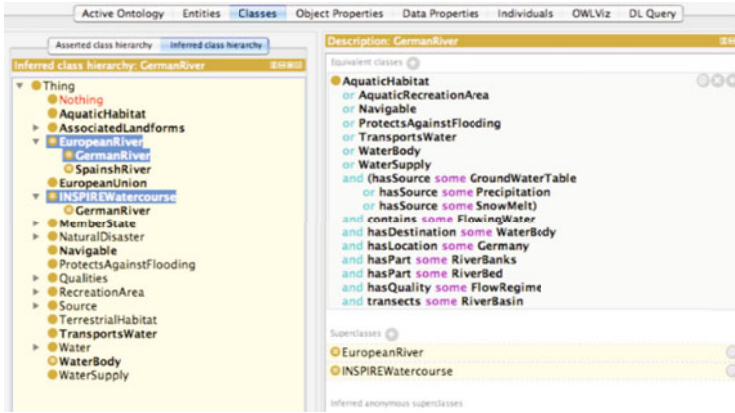 Active Ontology Entities Classes Object Properties Data Properties Individuals OWLViz DL Query
Asserted class hierarchy Inferred class hierarchy
Inferred class hierarchy: GermanRiver
Thing
Nothing
AquaticHabitat
AssociatedLandforms
EuropeanRiver
GermanRiver
SpainshRiver
EuropeanUnion
INSPIREWatercourse
GermanRiver
MemberState
NaturalDisaster
Navigable
ProtectsAgainstFlooding
Qualities
RecreationArea
Source
TerrestrialHabitat
TransportsWater
Water
WaterBody
WaterSupply
Description: GermanRiver
Equivalent classes
AquaticHabitat
or AquaticRecreationArea
or Navigable
or ProtectsAgainstFlooding
or TransportsWater
or WaterBody
or WaterSupply
and (hasSource some GroundWaterTable
or hasSource some Precipitation
or hasSource some SnowMelt)
and contains some FlowingWater
and hasDestination some WaterBody
and hasLocation some Germany
and hasPart some RiverBanks
and hasPart some RiverBed
and hasQuality some FlowRegime
and transects some RiverBasin
Superclasses
EuropeanRiver
INSPIREWatercourse
Inferred anonymous superclasses